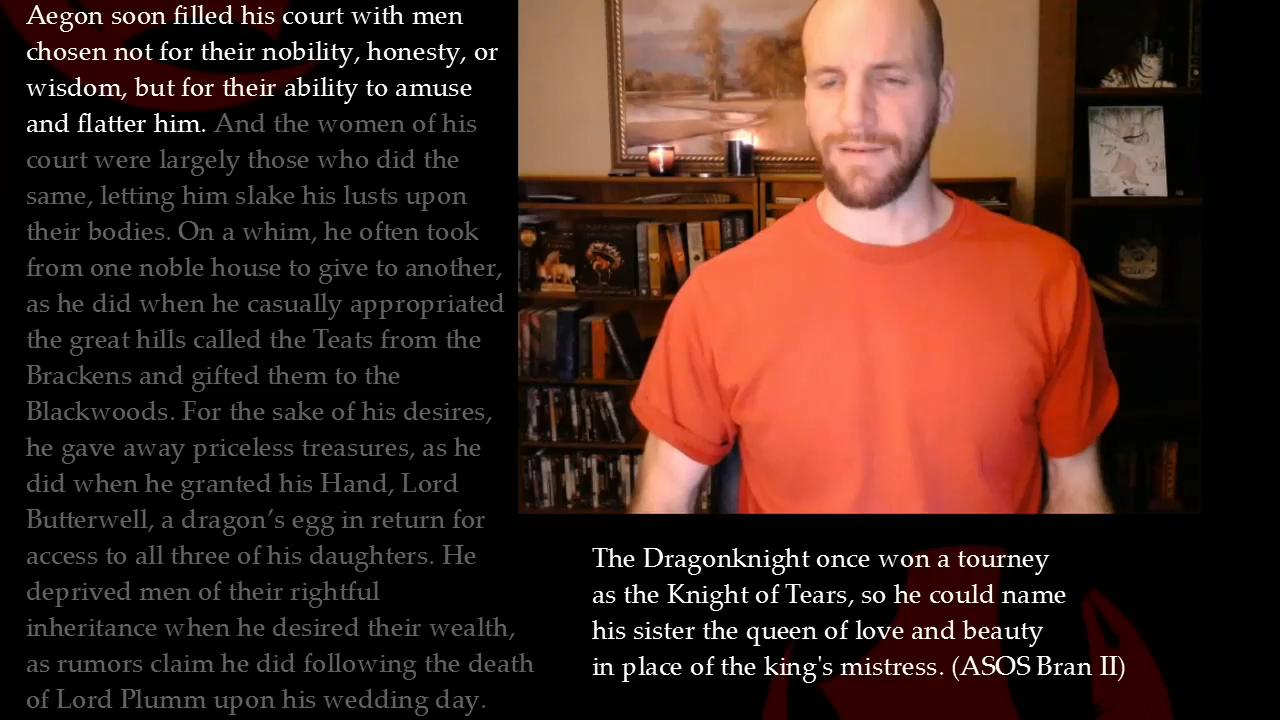 Aegon soon filled his court with men
chosen not for their nobility, honesty, or
wisdom, but for their ability to amuse
and flatter him. And the women of his
court were largely those who did the
same, letting him slake his lusts upon
their bodies. On a whim, he often took
from one noble house to give to another,
as he did when he casually appropriated
the great hills called the Teats from the
Brackens and gifted them to the
Blackwoods. For the sake of his desires,
he gave away priceless treasures, as he
did when he granted his Hand, Lord
Butterwell, a dragon’s egg in return for
access to all three of his daughters. He
deprived men of their rightful
inheritance when he desired their wealth,
as rumors claim he did following the death
of Lord Plumm upon his wedding day.
The Dragonknight once won a tourney
as the Knight of Tears, so he could name
his sister the queen of love and beauty
in place of the king's mistress. (ASOS Bran II)